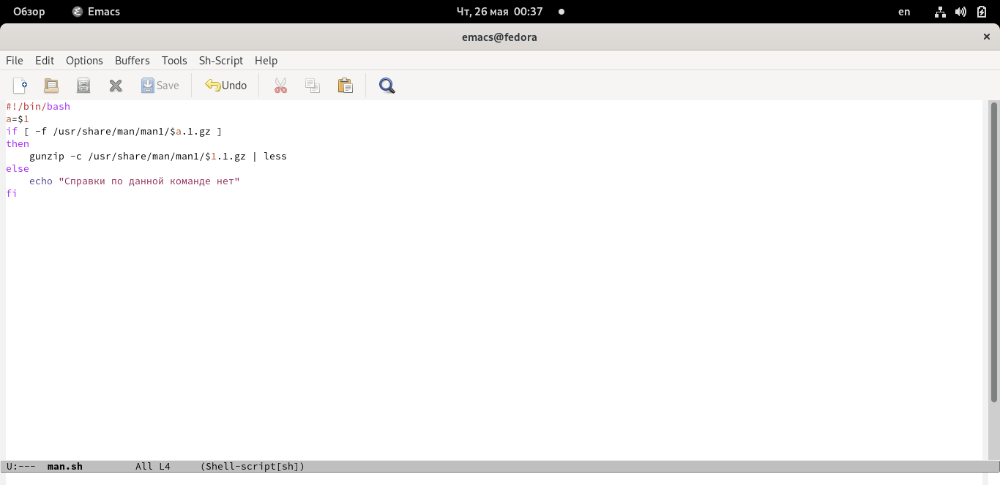 Обзор Emacs Чт, 26 мая 00:37 en
emacs@fedora
File Edit Options Buffers Tools Sh-Script Help
Save Undo
#!/bin/bash
a=$1
if [ -f /usr/share/man/man1/$a.1.gz ]
then
    gunzip -c /usr/share/man/man1/$1.1.gz | less
else
    echo "Справки по данной команде нет"
fi
U:--- man.sh All L4 (Shell-script[sh])